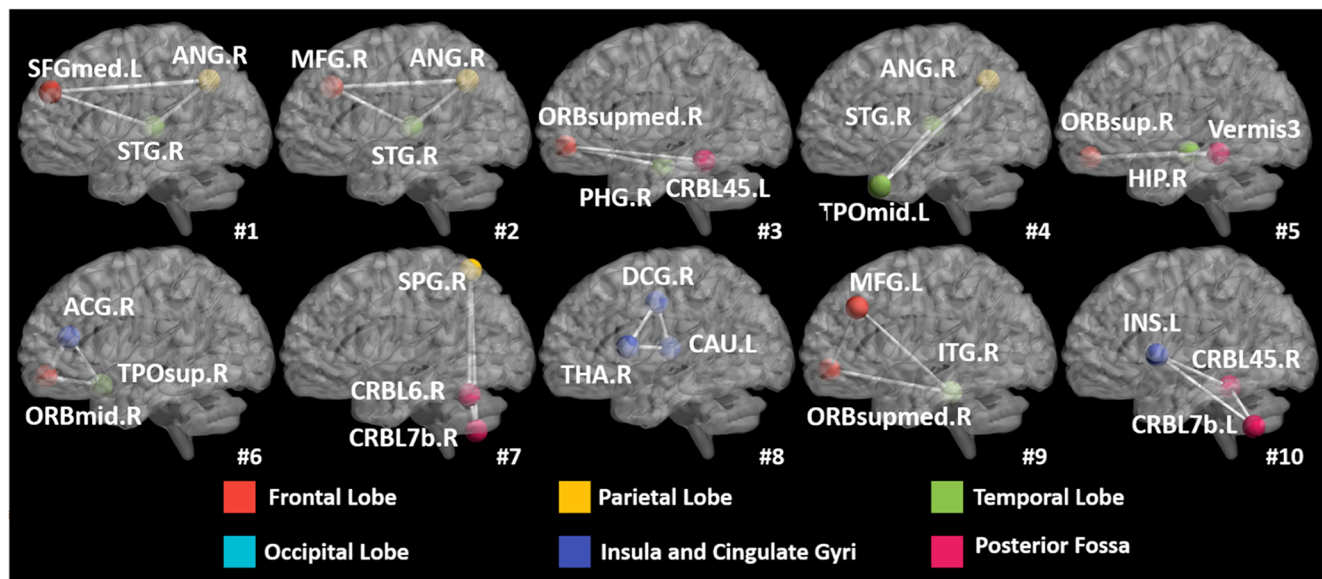 SFGmed.L
ANG.R
STG.R
#1
MFG.R
ANG.R
STG.R
#2
ORBsupmed.R
PHG.R
CRBL45.L
#3
ANG.R
STG.R
TPOmid.L
#4
ORBsup.R
Vermis3
HIP.R
#5
ACG.R
TPOsup.R
ORBmid.R
#6
SPG.R
CRBL6.R
CRBL7b.R
#7
DCG.R
CAU.L
THA.R
#8
MFG.L
ITG.R
ORBsupmed.R
#9
INS.L
CRBL45.R
CRBL7b.L
#10
Frontal Lobe
Parietal Lobe
Temporal Lobe
Occipital Lobe
Insula and Cingulate Gyri
Posterior Fossa